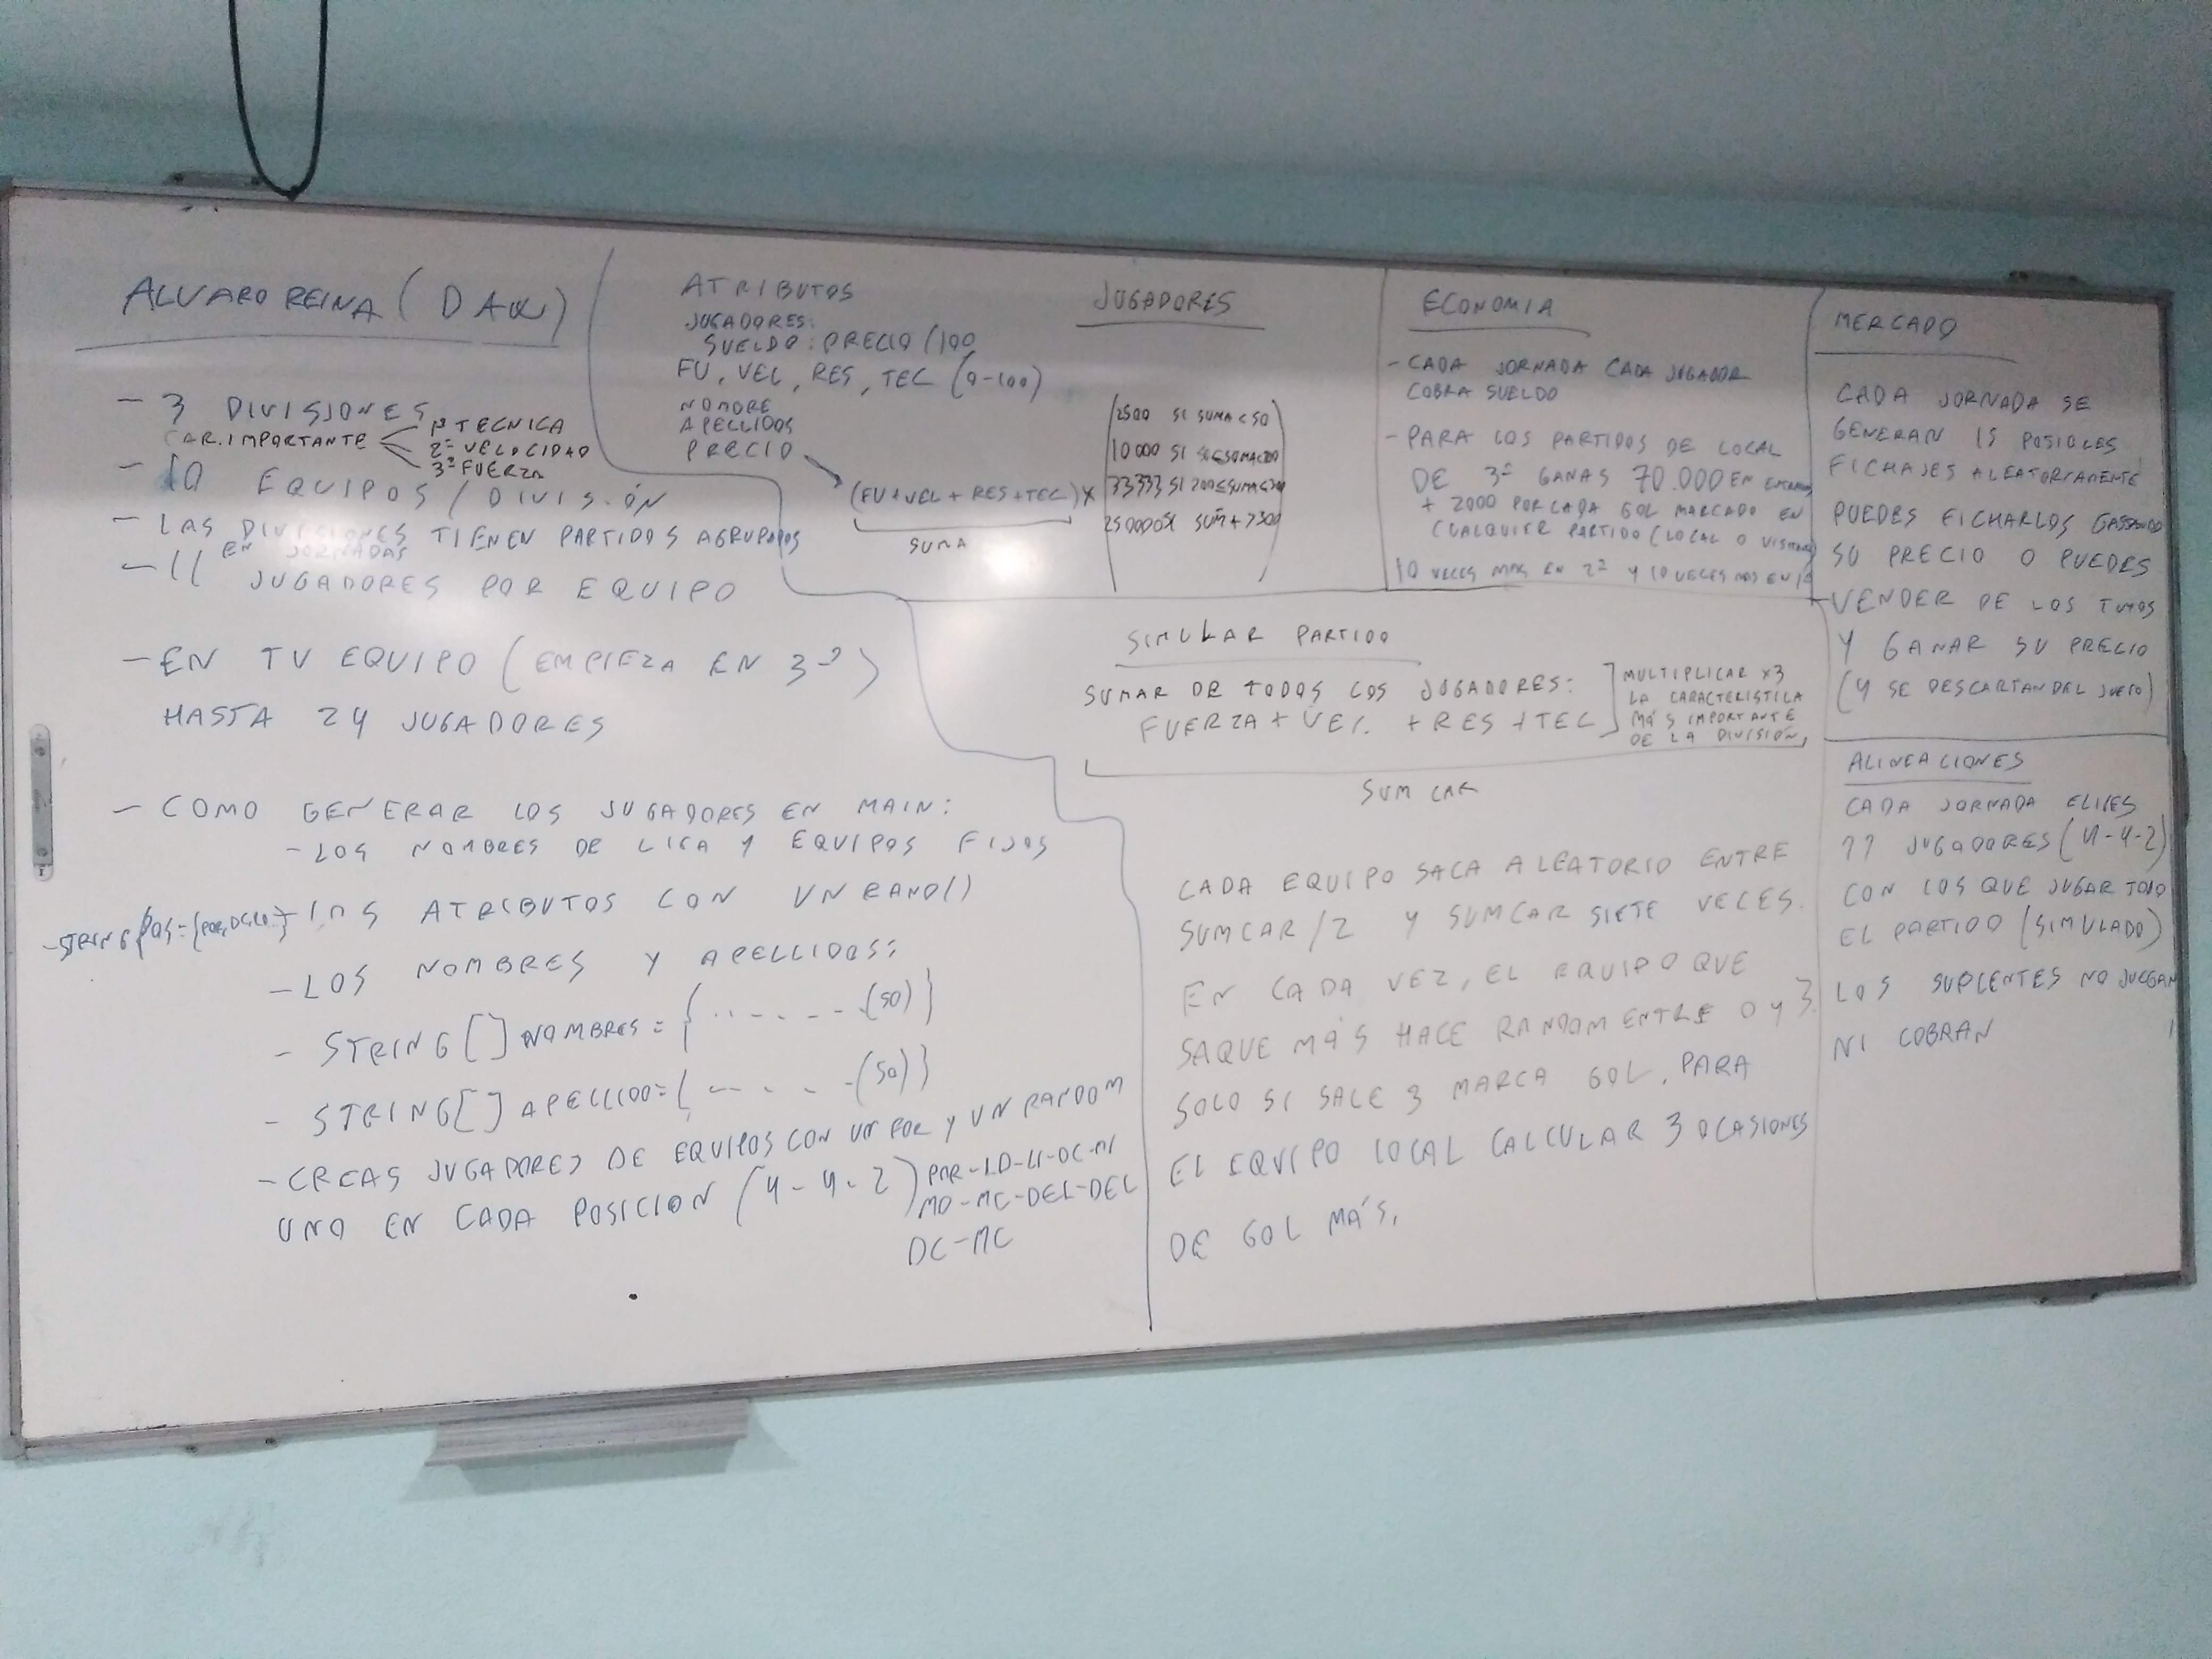 ALVARO REINA (DAW)
- 3 DIVISIONES
CAR. IMPORTANTE
1ª TECNICA
2ª VELOCIDAD
3ª FUERZA
- 10 EQUIPOS / DIVISIÓN
- LAS DIVISIONES TIENEN PARTIDOS AGRUPADOS
EN JORNADAS
- 11 JUGADORES POR EQUIPO
- EN TU EQUIPO (EMPIEZA EN 3ª)
HASTA 24 JUGADORES
- COMO GENERAR LOS JUGADORES EN MAIN:
- LOS NOMBRES DE LIGA Y EQUIPOS FIJOS
- LOS ATRIBUTOS CON UN RAND()
- STRING POS={POR,
- LOS NOMBRES Y APELLIDOS:
- STRING[] NOMBRES = {......(50)}
- STRING[] APELLIDO={....(50)}
- CREAS JUGADORES DE EQUIPOS CON UN FOR Y UN RANDOM
UNO EN CADA POSICION (4-4-2)
POR-LD-LI-DC-MI
MD-MC-DEL-DEL
DC-MC
ATRIBUTOS
JUGADORES:
SUELDO: PRECIO/100
FU, VEL, RES, TEC (0-100)
NOMBRE
APELLIDOS
PRECIO
(FU+VEL+RES+TEC) X
SUMA
JUGADORES
2500 SI SUMA<50
10000 SI
33333 SI 200≤SUMA
250000 SI
ECONOMIA
- CADA JORNADA CADA JUGADOR
COBRA SUELDO
- PARA LOS PARTIDOS DE LOCAL
DE 3ª GANAS 70.000 EN ENTRADAS
+ 2000 POR CADA GOL MARCADO EN
CUALQUIER PARTIDO (LOCAL O VISITANTE)
10 VECES MAS EN 2ª Y 10 VECES MAS EN 1ª
MERCADO
CADA JORNADA SE
GENERAN 15 POSIBLES
FICHAJES ALEATORIAMENTE
PUEDES FICHARLOS GASTANDO
SU PRECIO O PUEDES
VENDER DE LOS TUYOS
Y GANAR SU PRECIO
(Y SE DESCARTAN DEL JUEGO)
SIMULAR PARTIDO
SUMAR DE TODOS LOS JUGADORES:
FUERZA + VEL. + RES + TEC
MULTIPLICAR X3
LA CARACTERISTICA
MÁS IMPORTANTE
DE LA DIVISIÓN
SUM CAR
CADA EQUIPO SACA ALEATORIO ENTRE
SUMCAR/2 Y SUMCAR SIETE VECES.
EN CADA VEZ, EL EQUIPO QUE
SAQUE MÁS HACE RANDOM ENTRE 0 y 3.
SOLO SI SALE 3 MARCA GOL. PARA
EL EQUIPO LOCAL CALCULAR 3 OCASIONES
DE GOL MÁS.
ALINEACIONES
CADA JORNADA ELIGES
11 JUGADORES (4-4-2)
CON LOS QUE JUGAR TODO
EL PARTIDO (SIMULADO)
LOS SUPLENTES NO JUEGAN
NI COBRAN